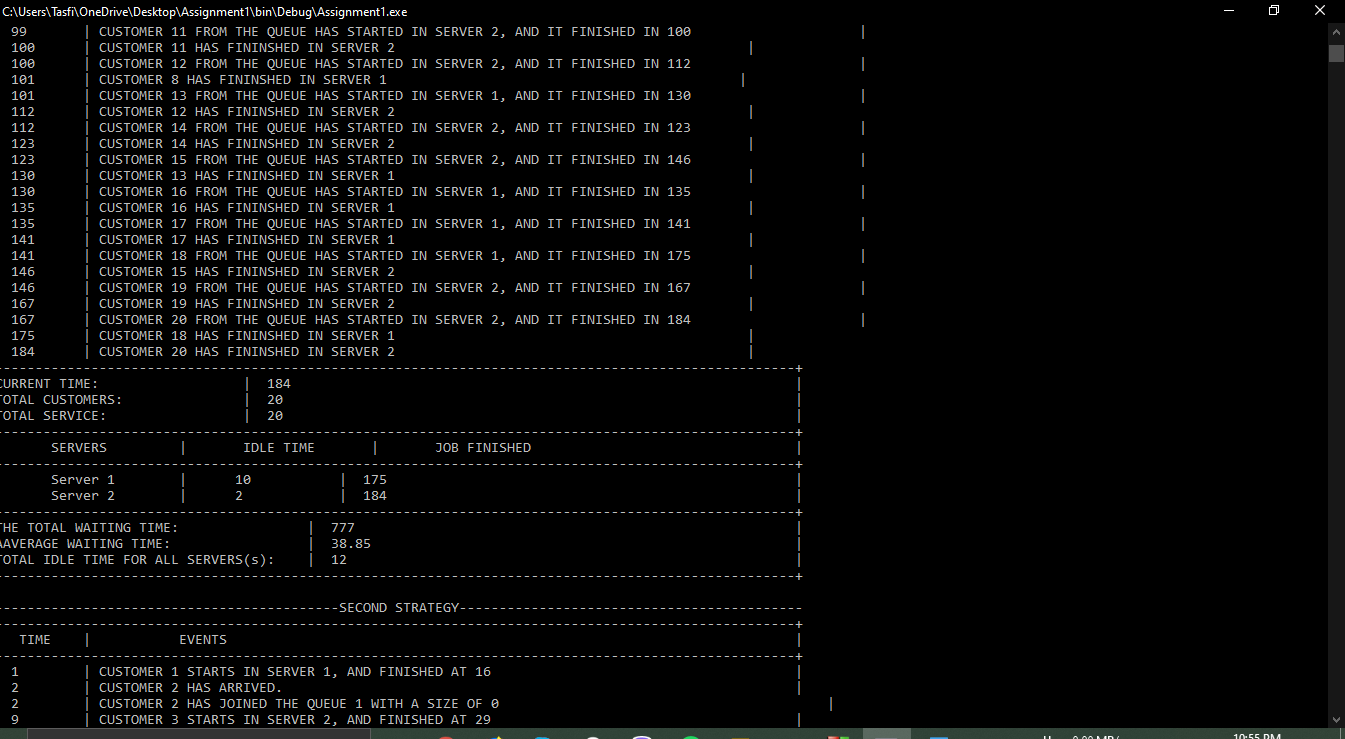 C:\Users\Tasfi\OneDrive\Desktop\Assignment1\bin\Debug\Assignment1.exe
99 | CUSTOMER 11 FROM THE QUEUE HAS STARTED IN SERVER 2, AND IT FINISHED IN 100 |
100 | CUSTOMER 11 HAS FININSHED IN SERVER 2 |
100 | CUSTOMER 12 FROM THE QUEUE HAS STARTED IN SERVER 2, AND IT FINISHED IN 112 |
101 | CUSTOMER 8 HAS FININSHED IN SERVER 1 |
101 | CUSTOMER 13 FROM THE QUEUE HAS STARTED IN SERVER 1, AND IT FINISHED IN 130 |
112 | CUSTOMER 12 HAS FININSHED IN SERVER 2 |
112 | CUSTOMER 14 FROM THE QUEUE HAS STARTED IN SERVER 2, AND IT FINISHED IN 123 |
123 | CUSTOMER 14 HAS FININSHED IN SERVER 2 |
123 | CUSTOMER 15 FROM THE QUEUE HAS STARTED IN SERVER 2, AND IT FINISHED IN 146 |
130 | CUSTOMER 13 HAS FININSHED IN SERVER 1 |
130 | CUSTOMER 16 FROM THE QUEUE HAS STARTED IN SERVER 1, AND IT FINISHED IN 135 |
135 | CUSTOMER 16 HAS FININSHED IN SERVER 1 |
135 | CUSTOMER 17 FROM THE QUEUE HAS STARTED IN SERVER 1, AND IT FINISHED IN 141 |
141 | CUSTOMER 17 HAS FININSHED IN SERVER 1 |
141 | CUSTOMER 18 FROM THE QUEUE HAS STARTED IN SERVER 1, AND IT FINISHED IN 175 |
146 | CUSTOMER 15 HAS FININSHED IN SERVER 2 |
146 | CUSTOMER 19 FROM THE QUEUE HAS STARTED IN SERVER 2, AND IT FINISHED IN 167 |
167 | CUSTOMER 19 HAS FININSHED IN SERVER 2 |
167 | CUSTOMER 20 FROM THE QUEUE HAS STARTED IN SERVER 2, AND IT FINISHED IN 184 |
175 | CUSTOMER 18 HAS FININSHED IN SERVER 1 |
184 | CUSTOMER 20 HAS FININSHED IN SERVER 2 |
CURRENT TIME: | 184 |
TOTAL CUSTOMERS: | 20 |
TOTAL SERVICE: | 20 |
SERVERS | IDLE TIME | JOB FINISHED |
Server 1 | 10 | 175 |
Server 2 | 2 | 184 |
THE TOTAL WAITING TIME: | 777 |
AAVERAGE WAITING TIME: | 38.85 |
TOTAL IDLE TIME FOR ALL SERVERS(s): | 12 |
SECOND STRATEGY
TIME | EVENTS |
1 | CUSTOMER 1 STARTS IN SERVER 1, AND FINISHED AT 16 |
2 | CUSTOMER 2 HAS ARRIVED. |
2 | CUSTOMER 2 HAS JOINED THE QUEUE 1 WITH A SIZE OF 0 |
9 | CUSTOMER 3 STARTS IN SERVER 2, AND FINISHED AT 29 |
10:55 PM